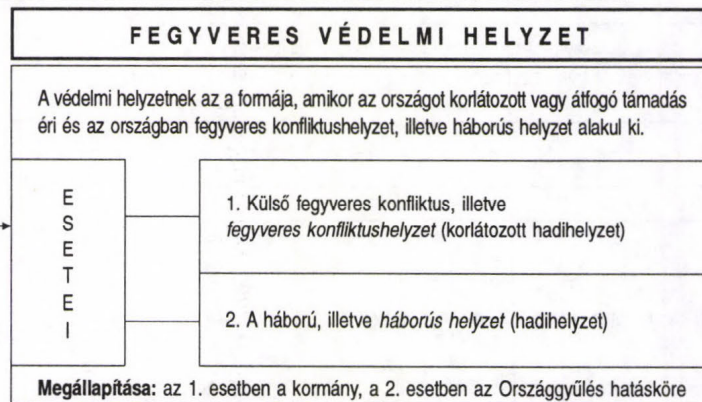 FEGYVERES VÉDELMI HELYZET
A védelmi helyzetnek az a formája, amikor az országot korlátozott vagy átfogó támadás
éri és az országban fegyveres konfliktushelyzet, illetve háborús helyzet alakul ki.
ESETEI
1. Külső fegyveres konfliktus, illetve
fegyveres konfliktushelyzet (korlátozott hadihelyzet)
2. A háború, illetve háborús helyzet (hadihelyzet)
Megállapítása: az 1. esetben a kormány, a 2. esetben az Országgyűlés hatásköre